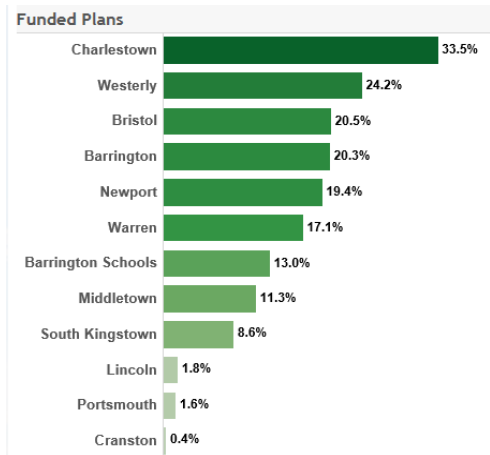 Funded Plans
Charlestown 33.5%
Westerly 24.2%
Bristol 20.5%
Barrington 20.3%
Newport 19.4%
Warren 17.1%
Barrington Schools 13.0%
Middletown 11.3%
South Kingstown 8.6%
Lincoln 1.8%
Portsmouth 1.6%
Cranston 0.4%